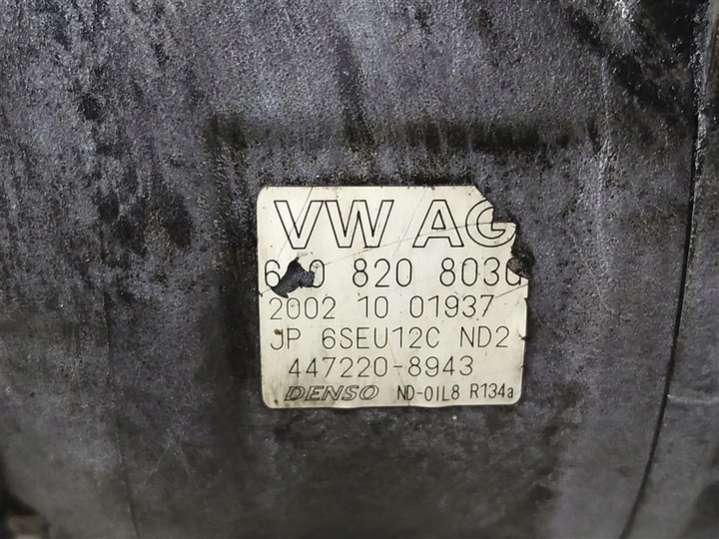 VW AG
820
2002 10 01937
JP 6SEU12C ND2
447220-8943
DENSO ND-OIL8 R134a